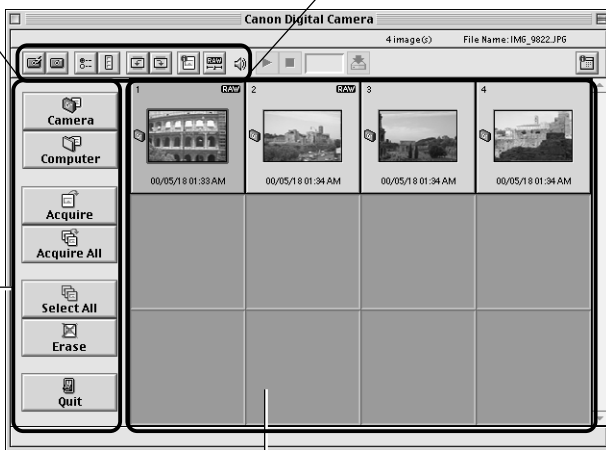 Canon Digital Camera
4 image(s) File Name: IMG_9822.JPG
RAW
1 RAW 2 RAW 3 4
00/05/18 01:33 AM 00/05/18 01:34 AM 00/05/18 01:34 AM 00/05/18 01:34 AM
Camera
Computer
Acquire
Acquire All
Select All
Erase
Quit